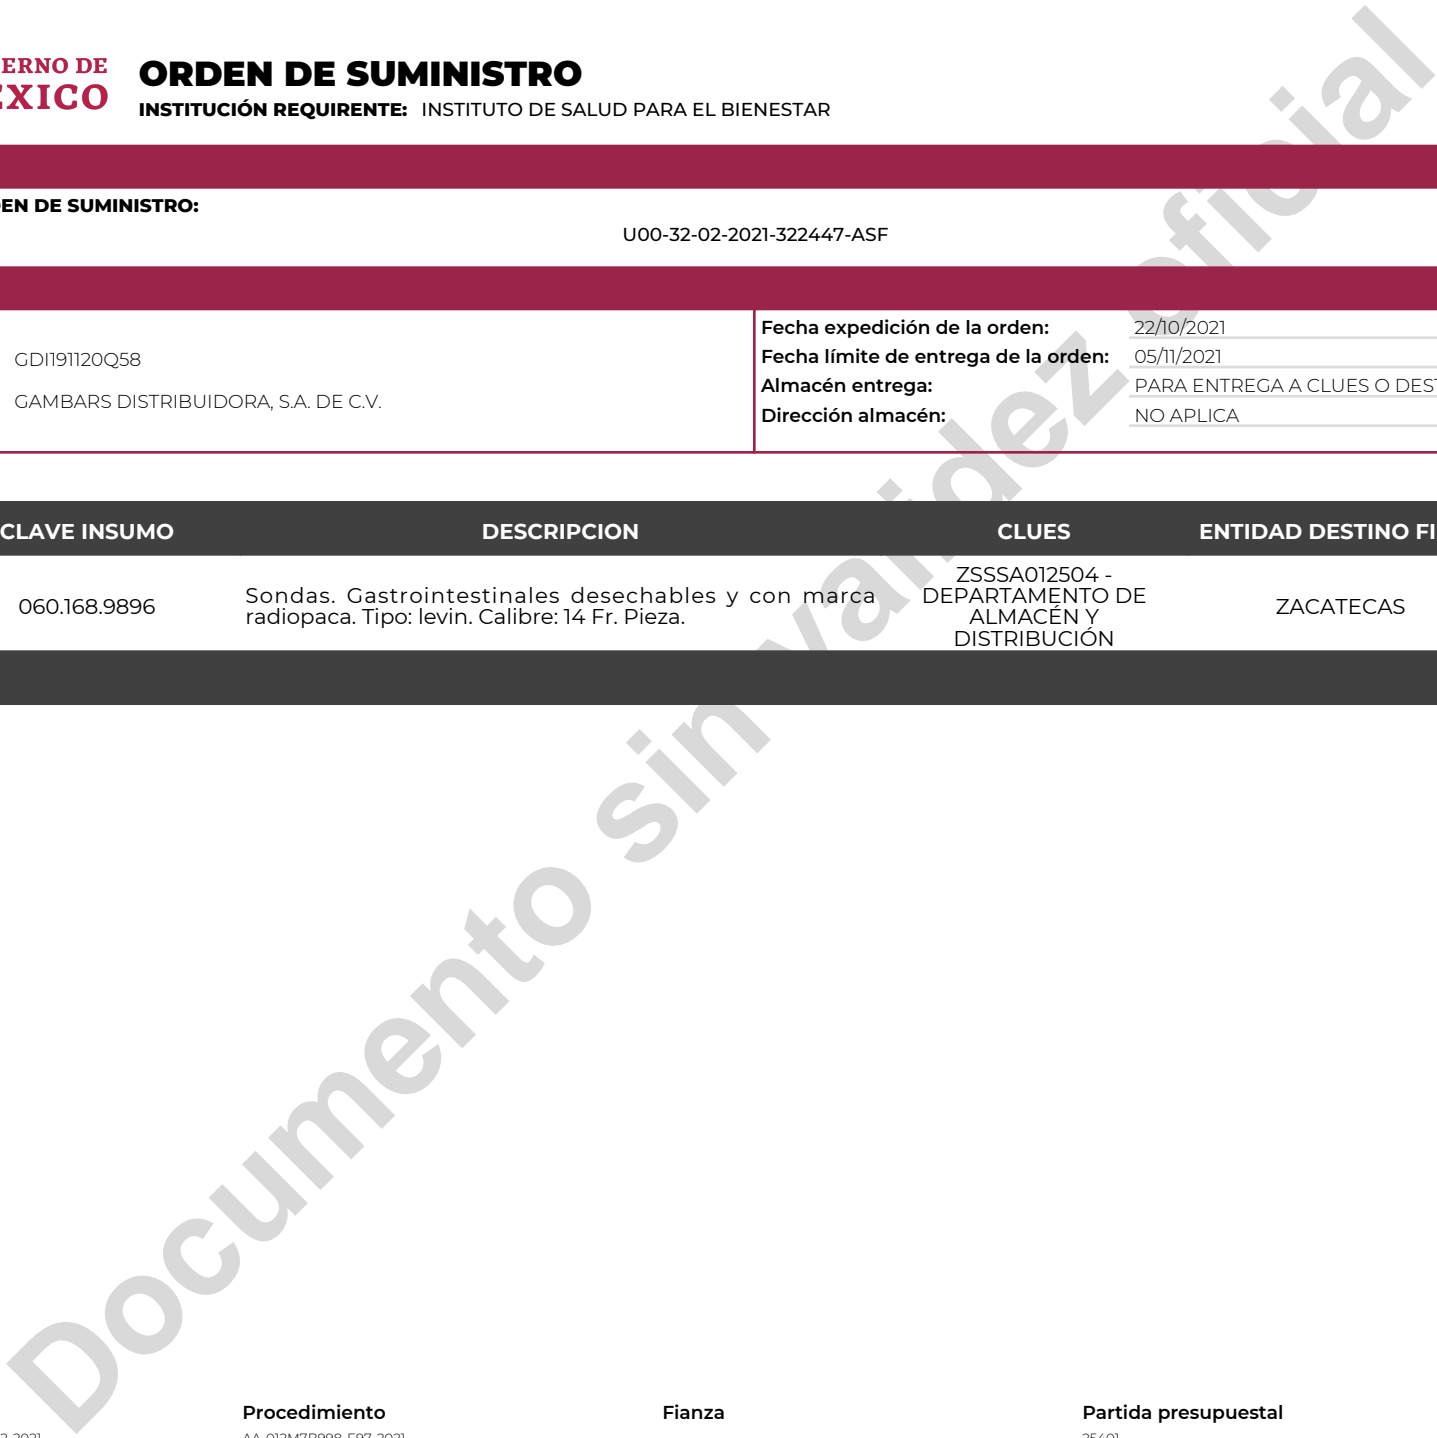 ERNO DE
ÉXICO
ORDEN DE SUMINISTRO
INSTITUCIÓN REQUIRENTE: INSTITUTO DE SALUD PARA EL BIENESTAR
EN DE SUMINISTRO:
U00-32-02-2021-322447-ASF
GDI191120Q58
GAMBARS DISTRIBUIDORA, S.A. DE C.V.
Fecha expedición de la orden: 22/10/2021
Fecha límite de entrega de la orden: 05/11/2021
Almacén entrega: PARA ENTREGA A CLUES O DEST
Dirección almacén: NO APLICA
CLAVE INSUMO DESCRIPCION CLUES ENTIDAD DESTINO FI
060.168.9896
Sondas. Gastrointestinales desechables y con marca
radiopaca. Tipo: levin. Calibre: 14 Fr. Pieza.
ZSSSA012504 -
DEPARTAMENTO DE
ALMACÉN Y
DISTRIBUCIÓN
ZACATECAS
Documento sin validez oficial
Procedimiento Fianza Partida presupuestal